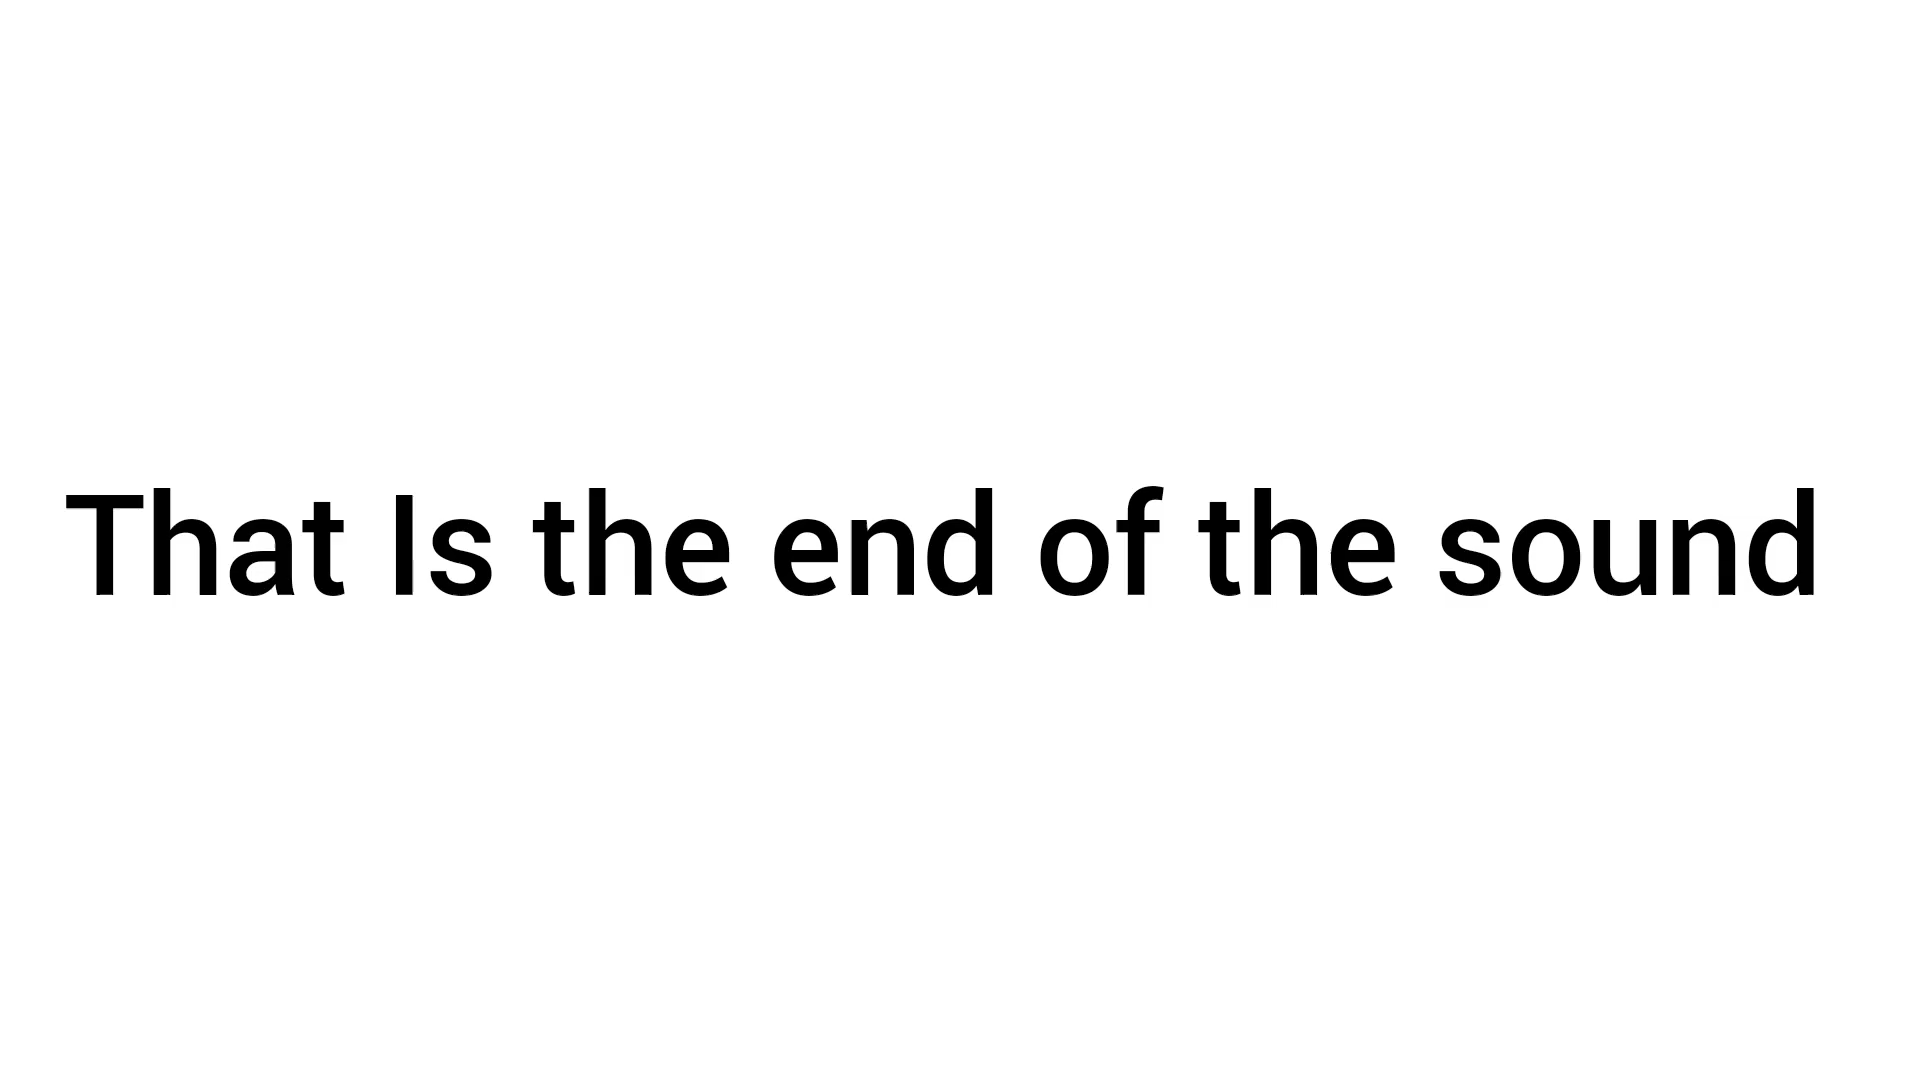 That Is the end of the sound